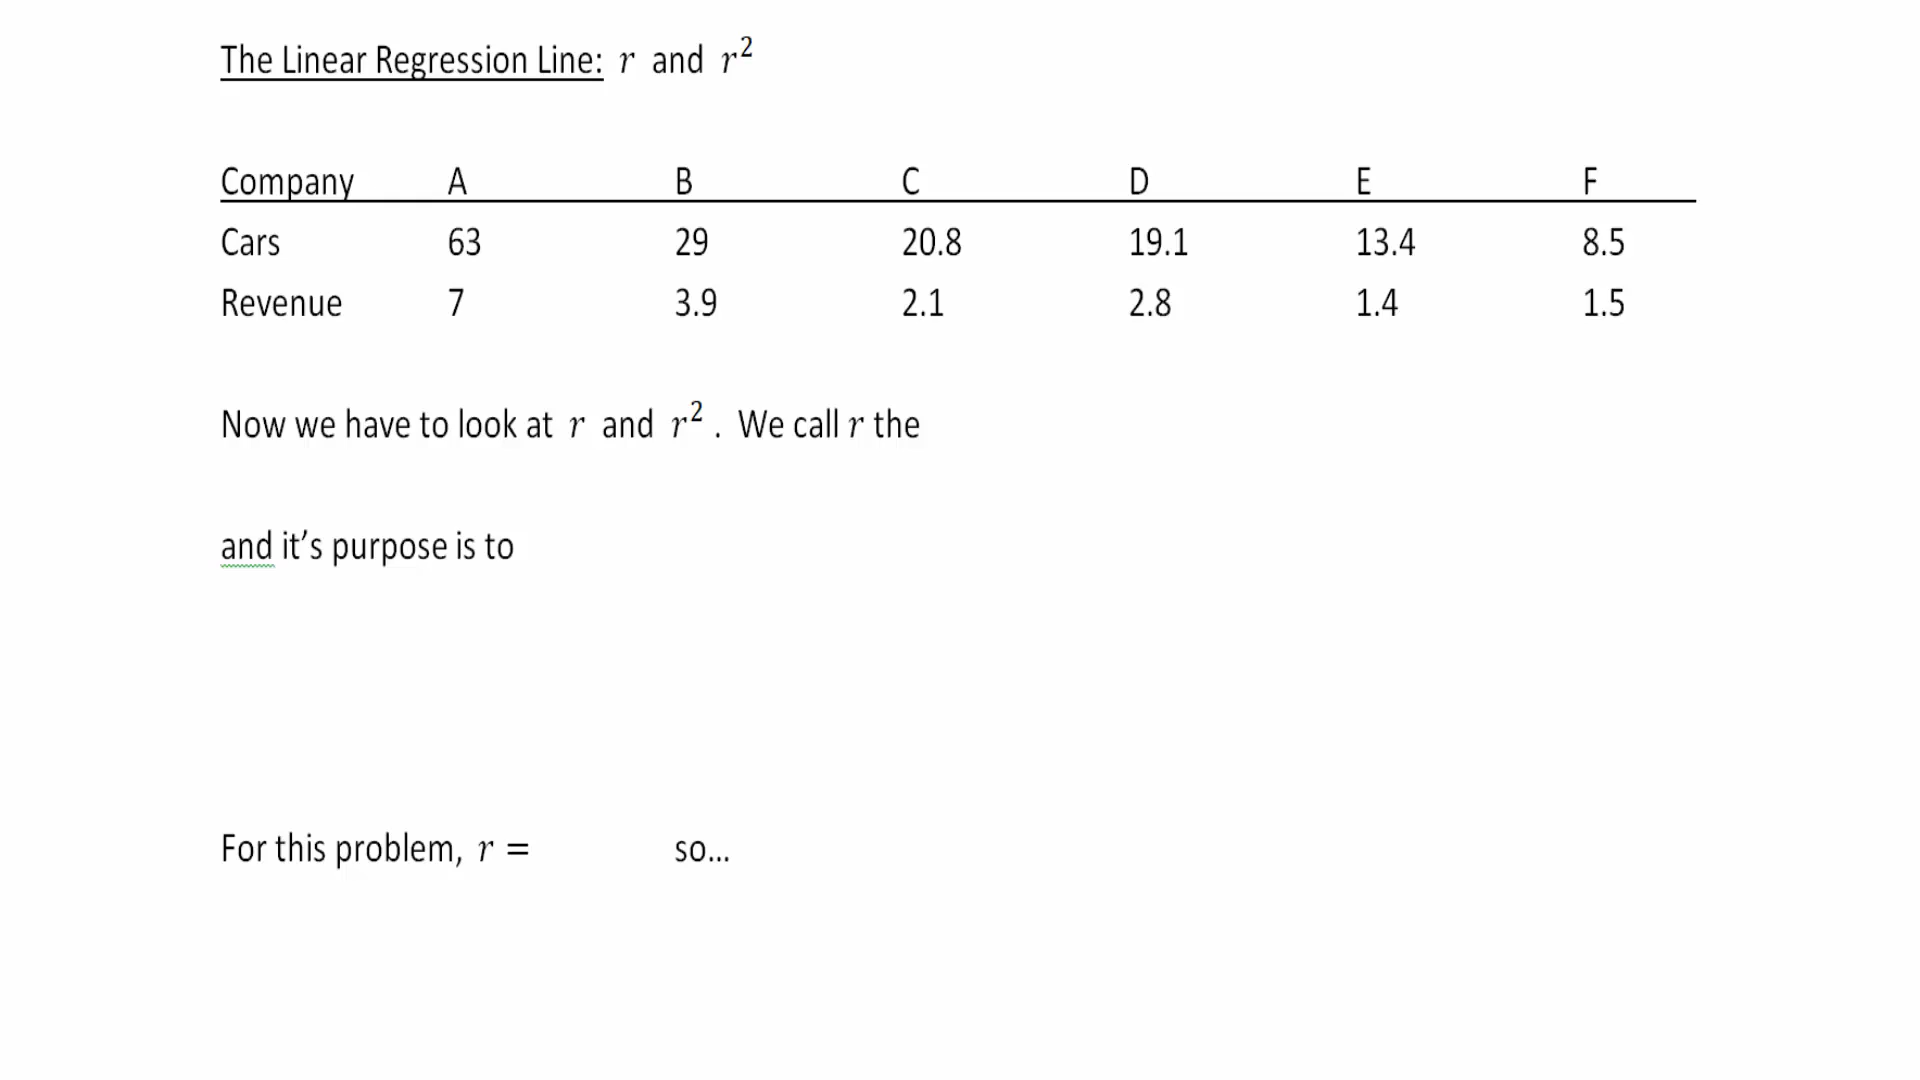 The Linear Regression Line: r and r²
Company A B C D E F
Cars 63 29 20.8 19.1 13.4 8.5
Revenue 7 3.9 2.1 2.8 1.4 1.5
Now we have to look at r and r² . We call r the
and it’s purpose is to
For this problem, r = so…